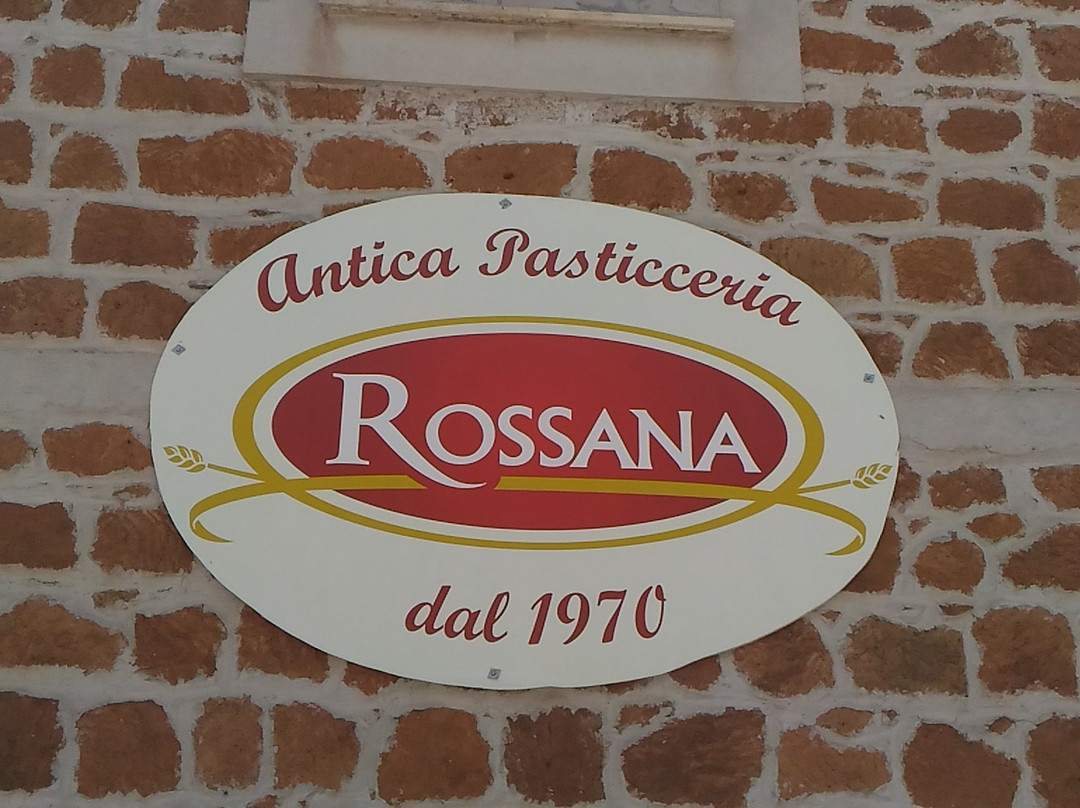 Antica Pasticceria
ROSSANA
dal 1970